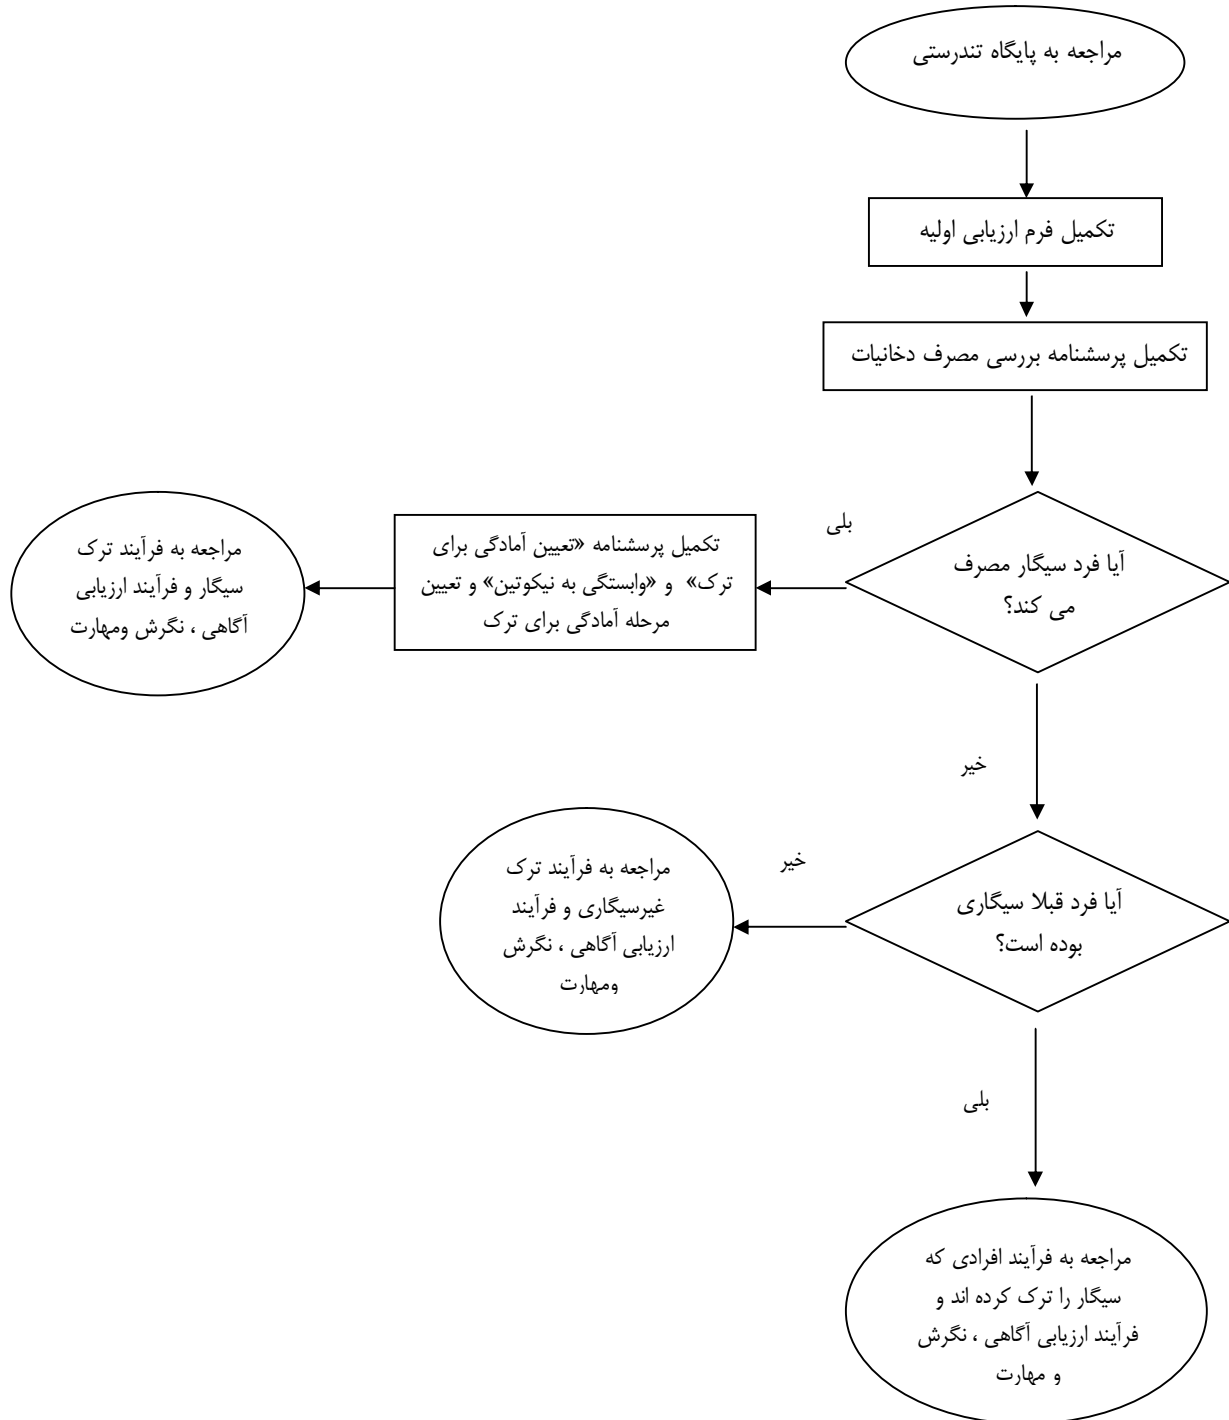 مراجعه به پایگاه تندرستی
تکمیل فرم ارزیابی اولیه
تکمیل پرسشنامه بررسی مصرف دخانیات
آیا فرد سیگار مصرف
می کند؟
بلی
تکمیل پرسشنامه «تعیین آمادگی برای
ترک» و «وابستگی به نیکوتین» و تعیین
مرحله آمادگی برای ترک
مراجعه به فرآیند ترک
سیگار و فرآیند ارزیابی
آگاهی ، نگرش ومهارت
خیر
آیا فرد قبلا سیگاری
بوده است؟
خیر
مراجعه به فرآیند ترک
غیرسیگاری و فرآیند
ارزیابی آگاهی ، نگرش
ومهارت
بلی
مراجعه به فرآیند افرادی که
سیگار را ترک کرده اند و
فرآیند ارزیابی آگاهی ، نگرش
و مهارت